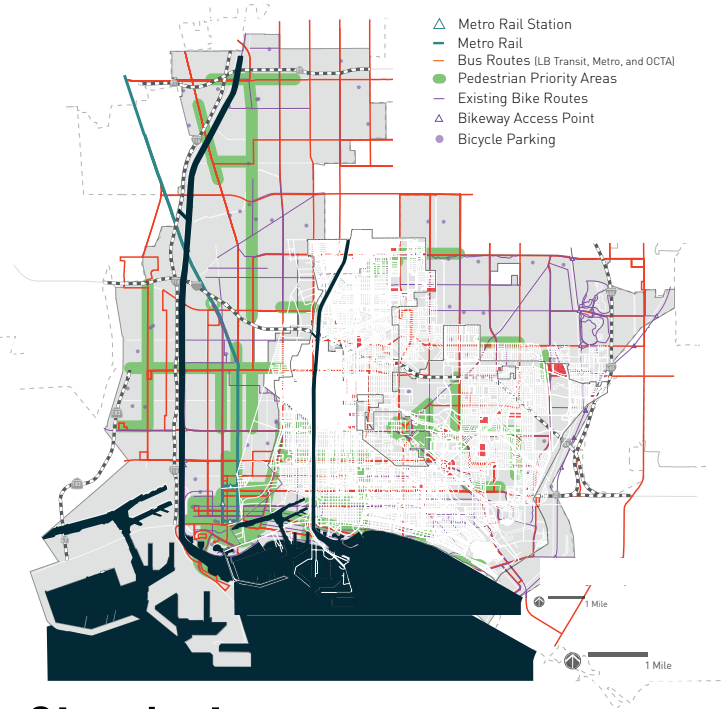 Metro Rail Station
Metro Rail
Bus Routes (LB Transit, Metro, and OCTA)
Pedestrian Priority Areas
Existing Bike Routes
Bikeway Access Point
Bicycle Parking
1 Mile
1 Mile